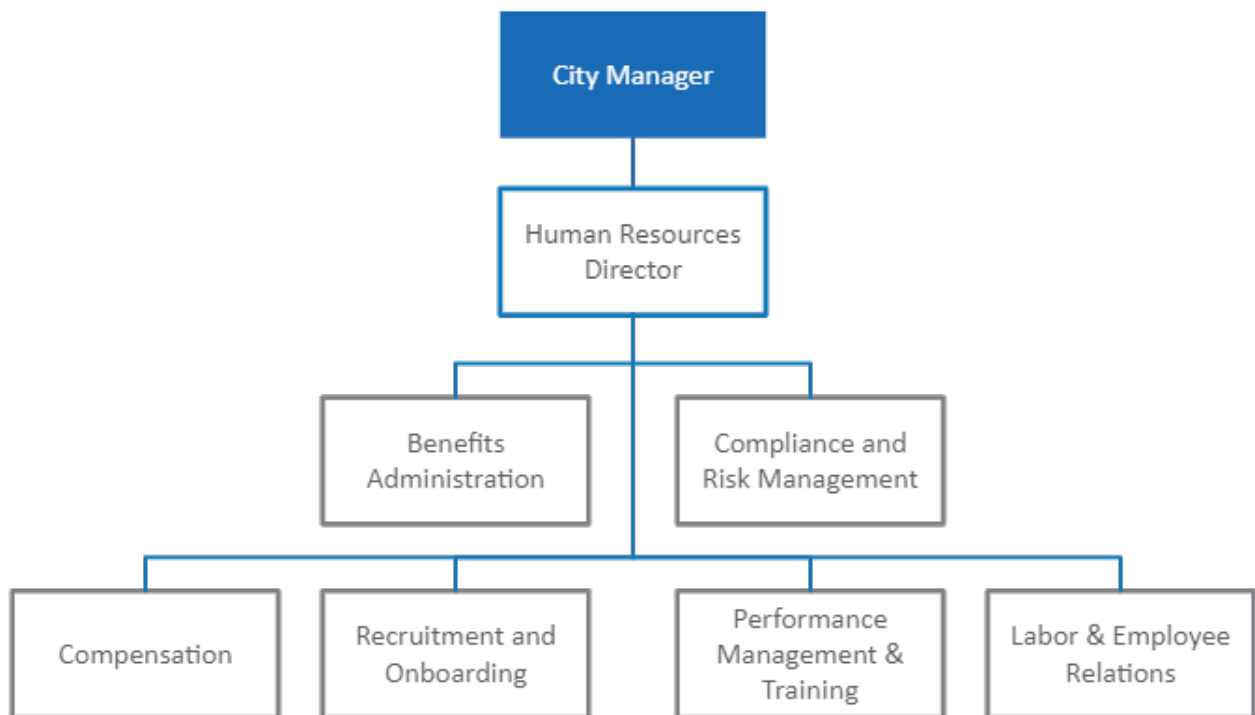 City Manager
Human Resources
Director
Benefits
Administration
Compliance and
Risk Management
Compensation
Recruitment and
Onboarding
Performance
Management &
Training
Labor & Employee
Relations